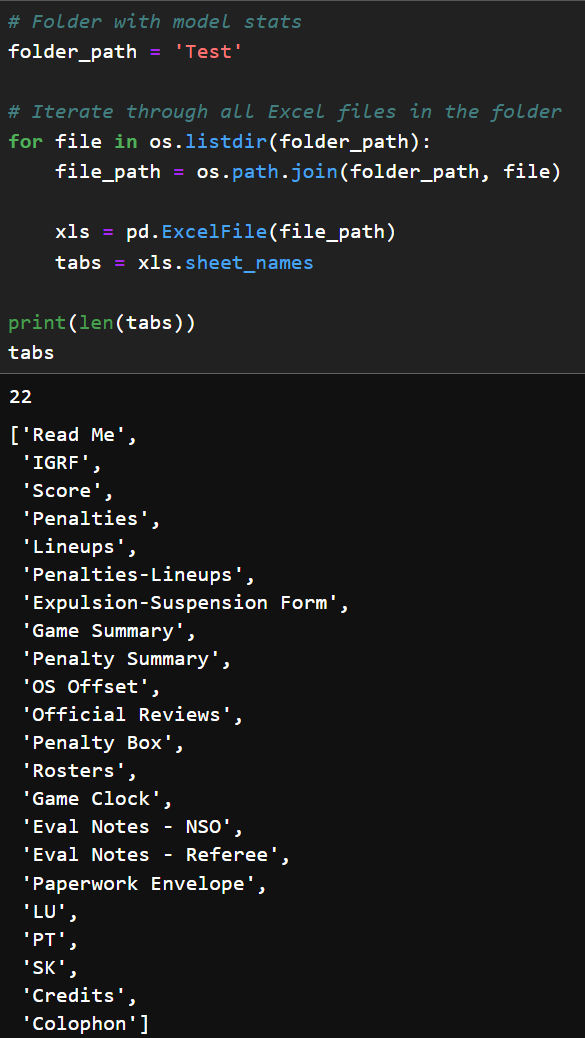 # Folder with model stats
folder_path = 'Test'
# Iterate through all Excel files in the folder
for file in os.listdir(folder_path):
    file_path = os.path.join(folder_path, file)
    xls = pd.ExcelFile(file_path)
    tabs = xls.sheet_names
print(len(tabs))
tabs
22
['Read Me',
 'IGRF',
 'Score',
 'Penalties',
 'Lineups',
 'Penalties-Lineups',
 'Expulsion-Suspension Form',
 'Game Summary',
 'Penalty Summary',
 'OS Offset',
 'Official Reviews',
 'Penalty Box',
 'Rosters',
 'Game Clock',
 'Eval Notes - NSO',
 'Eval Notes - Referee',
 'Paperwork Envelope',
 'LU',
 'PT',
 'SK',
 'Credits',
 'Colophon']